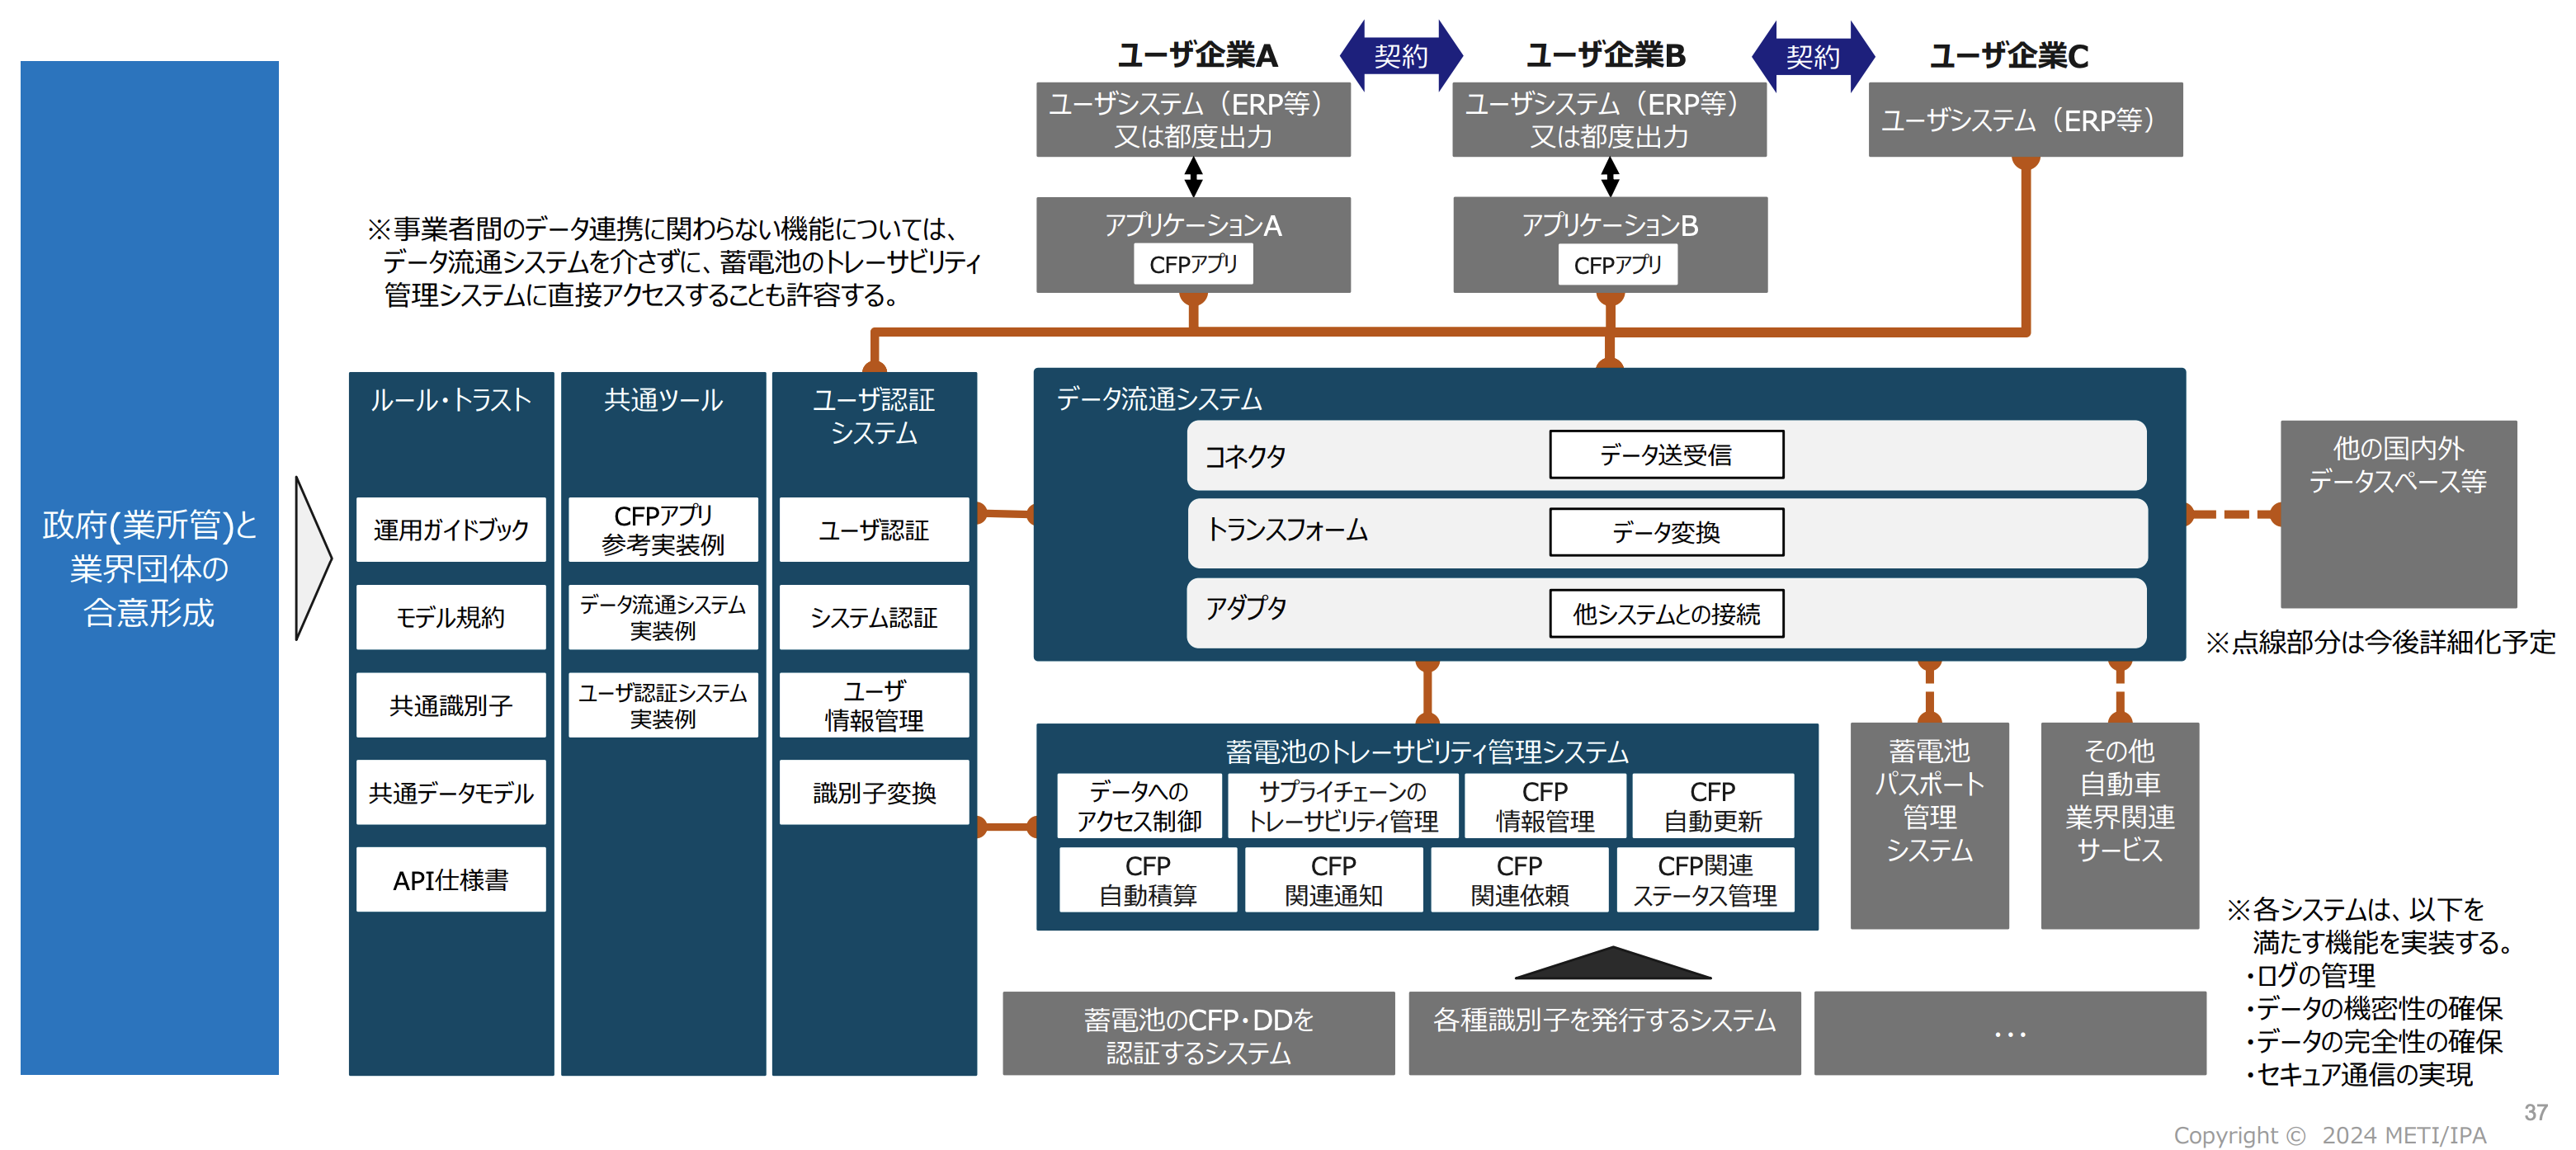 ユーザ企業A
契約
ユーザ企業B
契約
ユーザ企業C
ユーザシステム（ERP等）
又は都度出力
ユーザシステム（ERP等）
又は都度出力
ユーザシステム（ERP等）
アプリケーションA
CFPアプリ
アプリケーションB
CFPアプリ
※事業者間のデータ連携に関わらない機能については、
データ流通システムを介さずに、蓄電池のトレーサビリティ
管理システムに直接アクセスすることも許容する。
政府(業所管)と
業界団体の
合意形成
ルール・トラスト
運用ガイドブック
モデル規約
共通識別子
共通データモデル
API仕様書
共通ツール
CFPアプリ
参考実装例
データ流通システム
実装例
ユーザ認証システム
実装例
ユーザ認証
システム
ユーザ認証
システム認証
ユーザ
情報管理
識別子変換
データ流通システム
コネクタ
データ送受信
トランスフォーム
データ変換
アダプタ
他システムとの接続
他の国内外
データスペース等
※点線部分は今後詳細化予定
蓄電池のトレーサビリティ管理システム
データへの
アクセス制御
サプライチェーンの
トレーサビリティ管理
CFP
情報管理
CFP
自動更新
CFP
自動積算
CFP
関連通知
CFP
関連依頼
CFP関連
ステータス管理
蓄電池
パスポート
管理
システム
その他
自動車
業界関連
サービス
蓄電池のCFP・DDを
認証するシステム
各種識別子を発行するシステム
・・・
※各システムは、以下を
満たす機能を実装する。
・ログの管理
・データの機密性の確保
・データの完全性の確保
・セキュア通信の実現
37
Copyright © 2024 METI/IPA